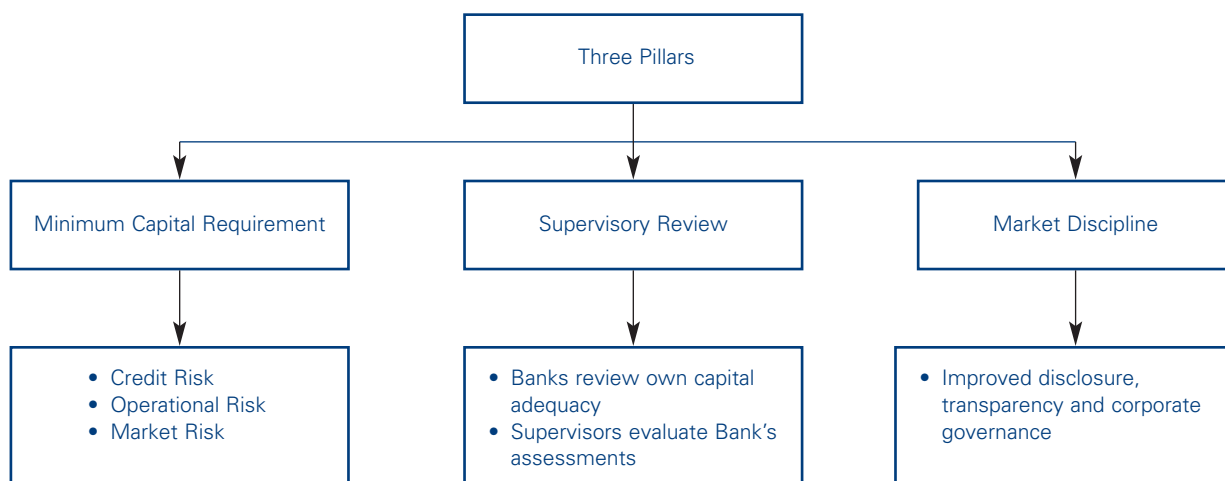 Three Pillars
Minimum Capital Requirement
Supervisory Review
Market Discipline
• Credit Risk
• Operational Risk
• Market Risk
• Banks review own capital
adequacy
• Supervisors evaluate Bank's
assessments
• Improved disclosure,
transparency and corporate
governance